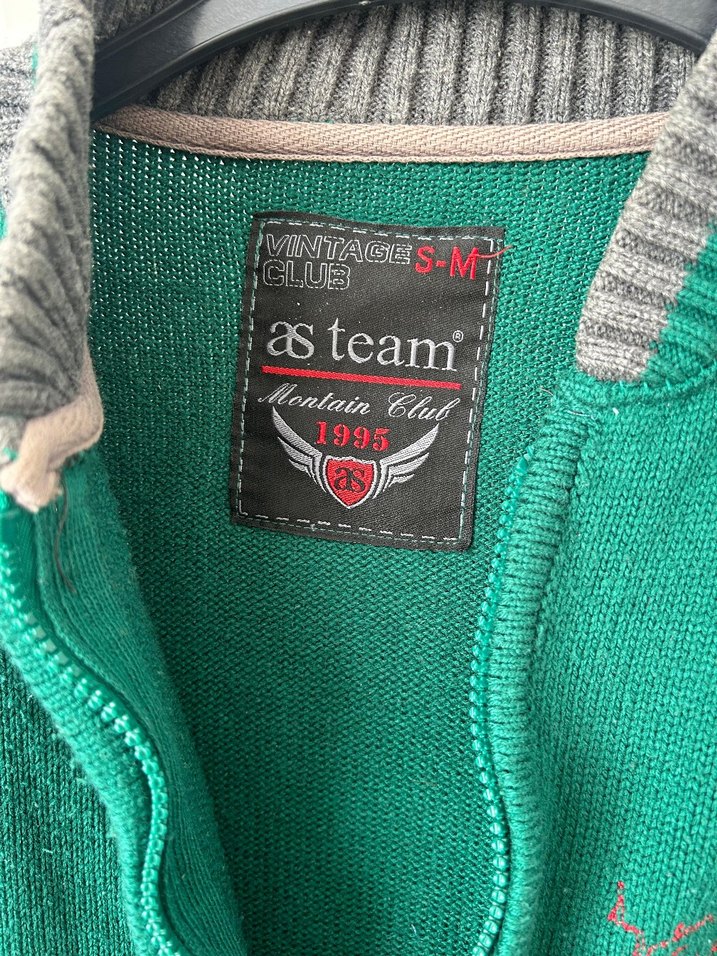 VINTAGE S-M
CLUB
as team®
Montain Club
1995
as